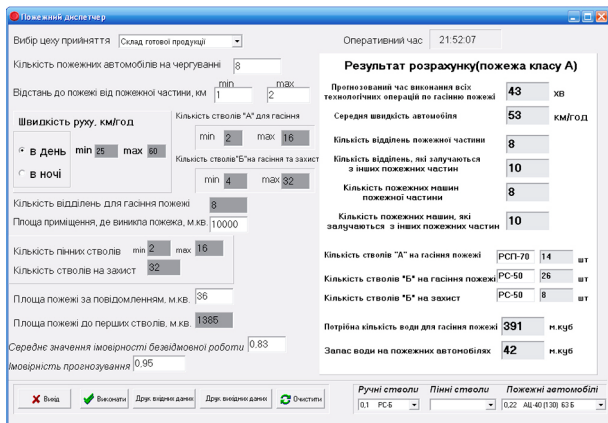 Пожежний диспетчер
Вибір цеху прийняття Склад готової продукції
Оперативний час 21:52:07
Кількість пожежних автомобілів на чергуванні 8
Відстань до пожежі від пожежної частини, км min 1 max 2
Швидкість руху, км/год
в день min 25 max 60
в ночі
Кількість стволів "А" для гасіння
min 2 max 16
Кількість стволів"Б"на гасіння та захист
min 4 max 32
Кількість відділень для гасіння пожежі 8
Площа приміщення, де виникла пожежа, м.кв. 10000
Кількість пінних стволів min 2 max 16
Кількість стволів на захист 32
Площа пожежі за повідомленням, м.кв. 36
Площа пожежі до перших стволів, м.кв. 1385
Середнє значення імовірності безвідмовної роботи 0,83
Імовірність прогнозування 0,95
Результат розрахунку(пожежа класу А)
Прогнозований час виконання всіх
технологічних операцій по гасінню пожежі 43 хв
Середня швидкість автомобіля 53 км/год
Кількість відділень пожежної частини 8
Кількість відділень, які залучаються
з інших пожежних частин 10
Кількість пожежних машин
пожежної частини 8
Кількість пожежних машин, які
залучаються з інших пожежних частин 10
Кількість стволів "А" на гасіння пожежі РСП-70 14 шт
Кількість стволів "Б" на гасіння пожежі РС-50 26 шт
Кількість стволів "Б" на захист РС-50 8 шт
Потрібна кількість води для гасіння пожежі 391 м.куб
Запас води на пожежних автомобілях 42 м.куб
Вихід Виконати Друк вхідних даних Друк вихідних даних Очистити
Ручні стволи Пінні стволи Пожежні автомобілі
0,1 РС-Б 0,22 АЦ-40 (130) 63 Б